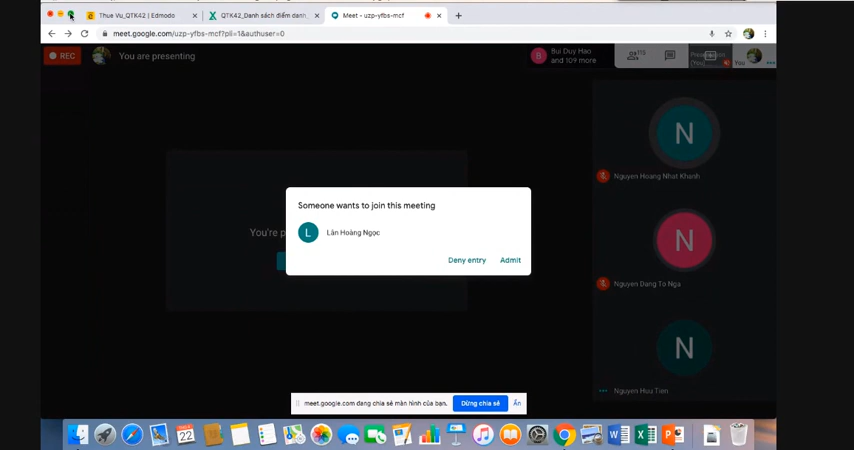 Thue Vu_QTK42 | Edmodo
QTK42_Danh sách điểm danh
Meet - uzp-yfbs-mcf
meet.google.com/uzp-yfbs-mcf?pli=1&authuser=0
REC
You are presenting
Bui Duy Hao
and 109 more
You
N
Nguyen Hoang Nhat Khanh
Someone wants to join this meeting
L
Lân Hoàng Ngọc
You're p
Deny entry
Admit
N
Nguyen Dang To Nga
N
Nguyen Huu Tien
meet.google.com đang chia sẻ màn hình của bạn.
Dừng chia sẻ
Ẩn
22